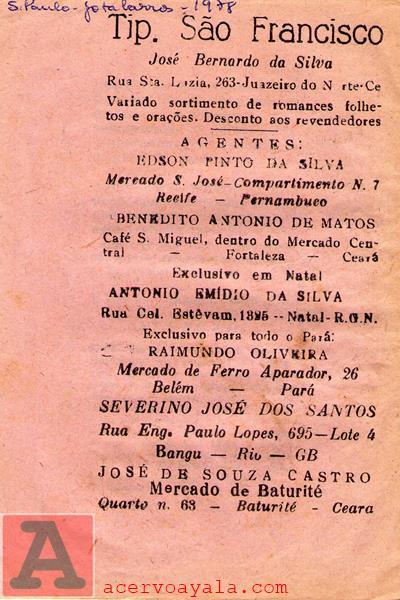 S. Paulo - Jotabarros - 1978
Tip. São Francisco
José Bernardo da Silva
Rua Sta. Luzia, 263-Juazeiro do Norte-Ce
Variado sortimento de romances folhe-
tos e orações. Desconto aos revendedores
AGENTES:
EDSON PINTO DA SILVA
Mercado S. José-Compartimento N. 7
Recife — Pernambuco
BENEDITO ANTONIO DE MATOS
Café S. Miguel, dentro do Mercado Cen-
tral - Fortaleza - Ceará
Exclusivo em Natal
ANTONIO EMÍDIO DA SILVA
Rua Cel. Estêvam, 1325 -- Natal-R.G.N.
Exclusivo para todo o Pará:
RAIMUNDO OLIVEIRA
Mercado de Ferro Aparador, 26
Belém — Pará
SEVERINO JOSÉ DOS SANTOS
Rua Eng. Paulo Lopes, 695—Lote 4
Bangu — Rio — GB
JOSÉ DE SOUZA CASTRO
Mercado de Baturité
Quarto n. 63 - Baturité - Ceara
A
acervoayala.com